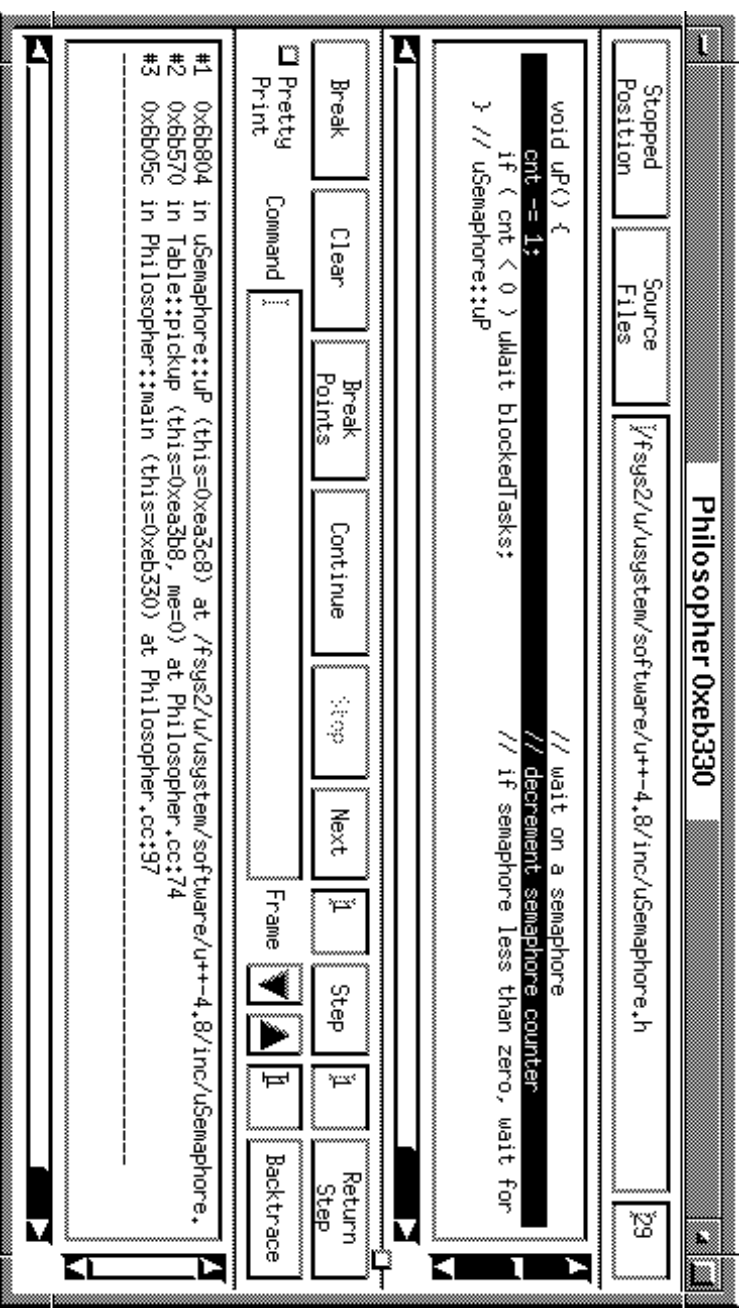 Philosopher 0xeb330
Stopped
Position
Source
Files
/fsys2/u/usystem/software/u++-4.8/inc/uSemaphore.h
29
void uP() { // wait on a semaphore
cnt -= 1; // decrement semaphore counter
if ( cnt < 0 ) uWait blockedTasks; // if semaphore less than zero, wait for
} // uSemaphore::uP
Break
Clear
Break
Points
Continue
Stop
Next
1
Step
1
Return
Step
Pretty
Print
Command
Frame
1
Backtrace
#1 0x6b804 in uSemaphore::uP (this=0xea3c8) at /fsys2/u/usystem/software/u++-4.8/inc/uSemaphore.
#2 0x6b570 in Table::pickup (this=0xea3b8, me=0) at Philosopher.cc:74
#3 0x6b05c in Philosopher::main (this=0xeb330) at Philosopher.cc:97